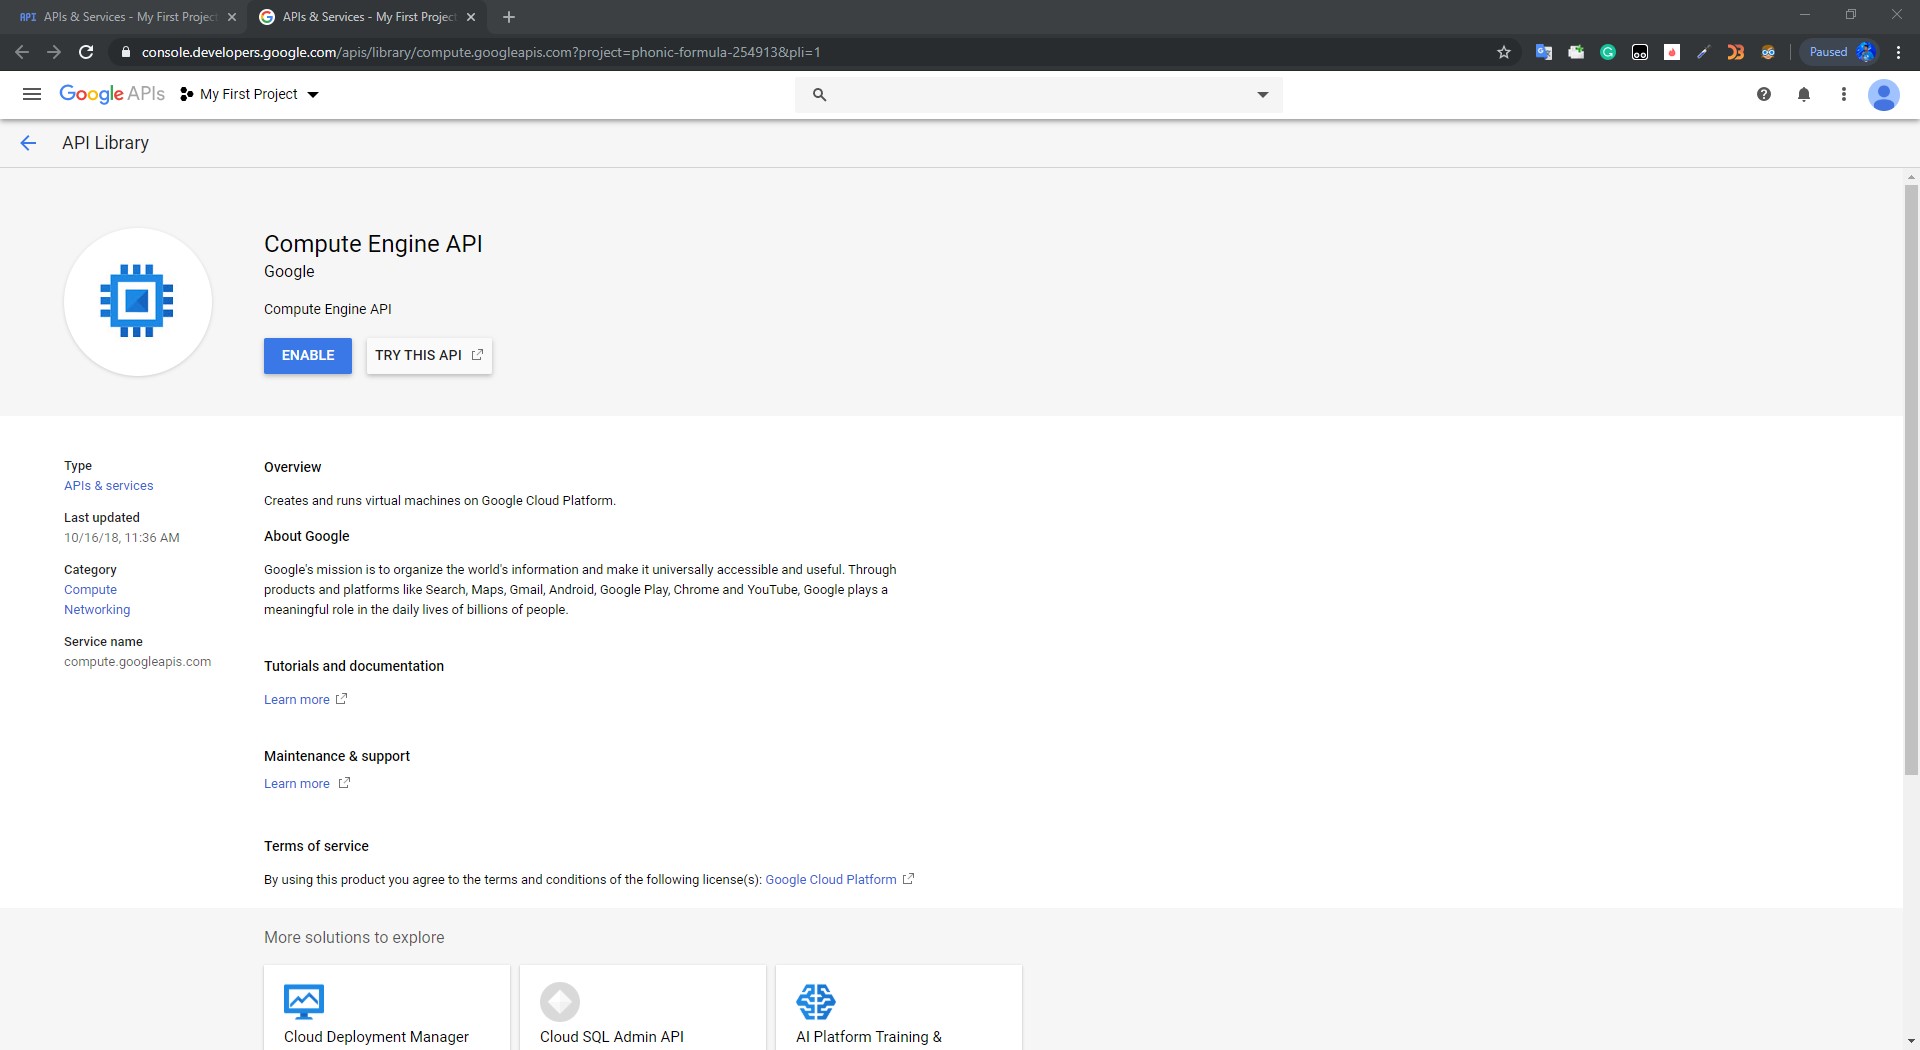 API APIs & Services - My First Project
APIs & Services - My First Project
console.developers.google.com/apis/library/compute.googleapis.com?project=phonic-formula-254913&pli=1
Paused
Google APIs
My First Project
API Library
Compute Engine API
Google
Compute Engine API
ENABLE
TRY THIS API
Type
APIs & services
Last updated
10/16/18, 11:36 AM
Category
Compute
Networking
Service name
compute.googleapis.com
Overview
Creates and runs virtual machines on Google Cloud Platform.
About Google
Google's mission is to organize the world's information and make it universally accessible and useful. Through
products and platforms like Search, Maps, Gmail, Android, Google Play, Chrome and YouTube, Google plays a
meaningful role in the daily lives of billions of people.
Tutorials and documentation
Learn more
Maintenance & support
Learn more
Terms of service
By using this product you agree to the terms and conditions of the following license(s): Google Cloud Platform
More solutions to explore
Cloud Deployment Manager
Cloud SQL Admin API
AI Platform Training &